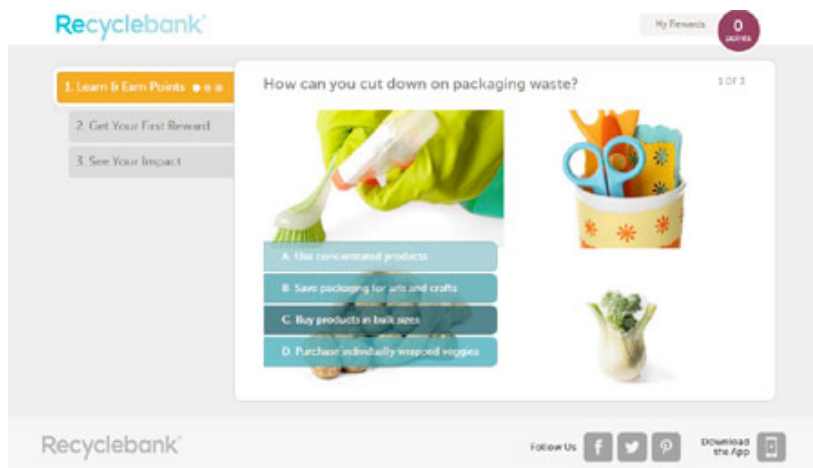 Recyclebank
My Rewards
0
points
1. Learn & Earn Points
2. Get Your First Reward
3. See Your Impact
How can you cut down on packaging waste?
1 OF 3
A. Use concentrated products
B. Save packaging for arts and crafts
C. Buy products in bulk sizes
D. Purchase individually wrapped veggies
Recyclebank
Follow Us
Download
the App